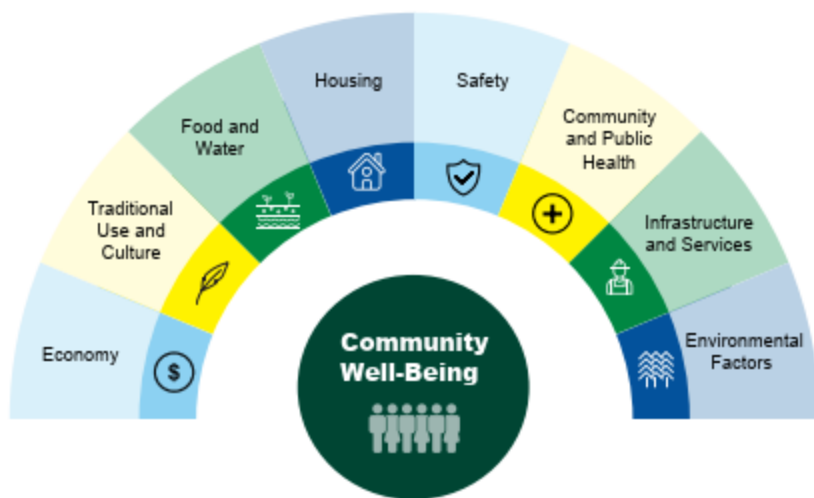 Economy
$
Traditional
Use and
Culture
Food and
Water
Housing
Safety
Community
and Public
Health
Infrastructure
and Services
Environmental
Factors
Community
Well-Being